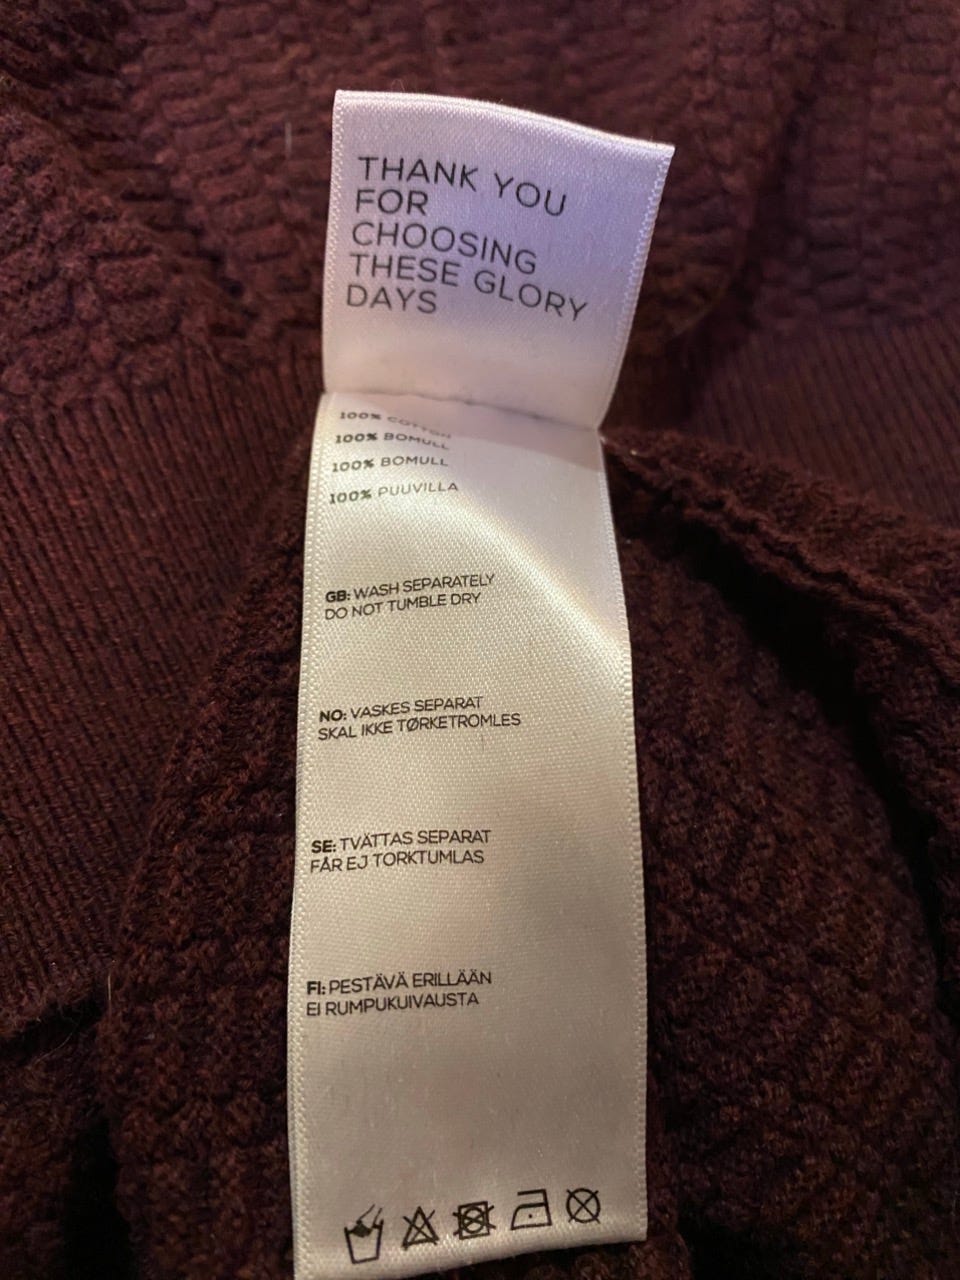 THANK YOU
FOR
CHOOSING
THESE GLORY
DAYS
100% COTTON
100% BOMULL
100% BOMULL
100% PUUVILLA
GB: WASH SEPARATELY
DO NOT TUMBLE DRY
NO: VASKES SEPARAT
SKAL IKKE TØRKETROMLES
SE: TVÄTTAS SEPARAT
FÅR EJ TORKTUMLAS
FI: PESTÄVÄ ERILLÄÄN
EI RUMPUKUIVAUSTA